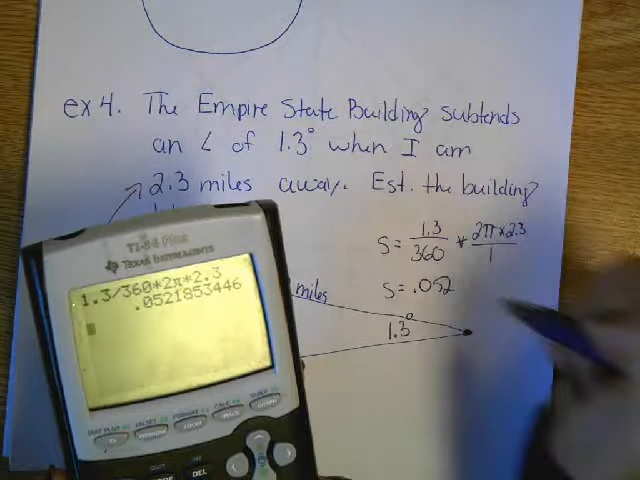 ex 4. The Empire State Building subtends
an ∠ of 1.3° when I am
2.3 miles away. Est. the building
S = 1.3/360 * 2π×2.3/1
S = .052
miles
1.3°
TI-84 Plus
TEXAS INSTRUMENTS
1.3/360*2π*2.3
.0521853446
DEL